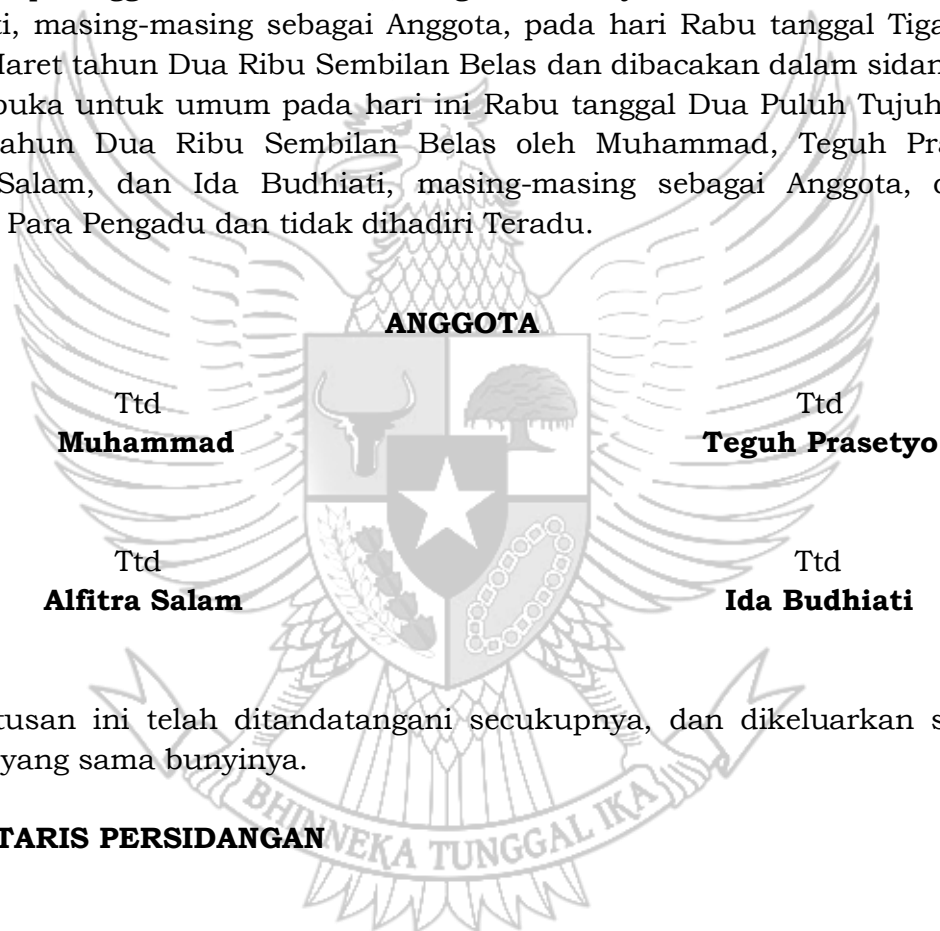 ti, masing-masing sebagai Anggota, pada hari Rabu tanggal Tiga
Maret tahun Dua Ribu Sembilan Belas dan dibacakan dalam sidan
buka untuk umum pada hari ini Rabu tanggal Dua Puluh Tujuh
ahun Dua Ribu Sembilan Belas oleh Muhammad, Teguh Pra
Salam, dan Ida Budhiati, masing-masing sebagai Anggota, d
Para Pengadu dan tidak dihadiri Teradu.
ANGGOTA
Ttd Ttd
Muhammad Teguh Prasetyo
Ttd Ttd
Alfitra Salam Ida Budhiati
tusan ini telah ditandatangani secukupnya, dan dikeluarkan s
yang sama bunyinya.
TARIS PERSIDANGAN
BHINNEKA TUNGGAL IKA